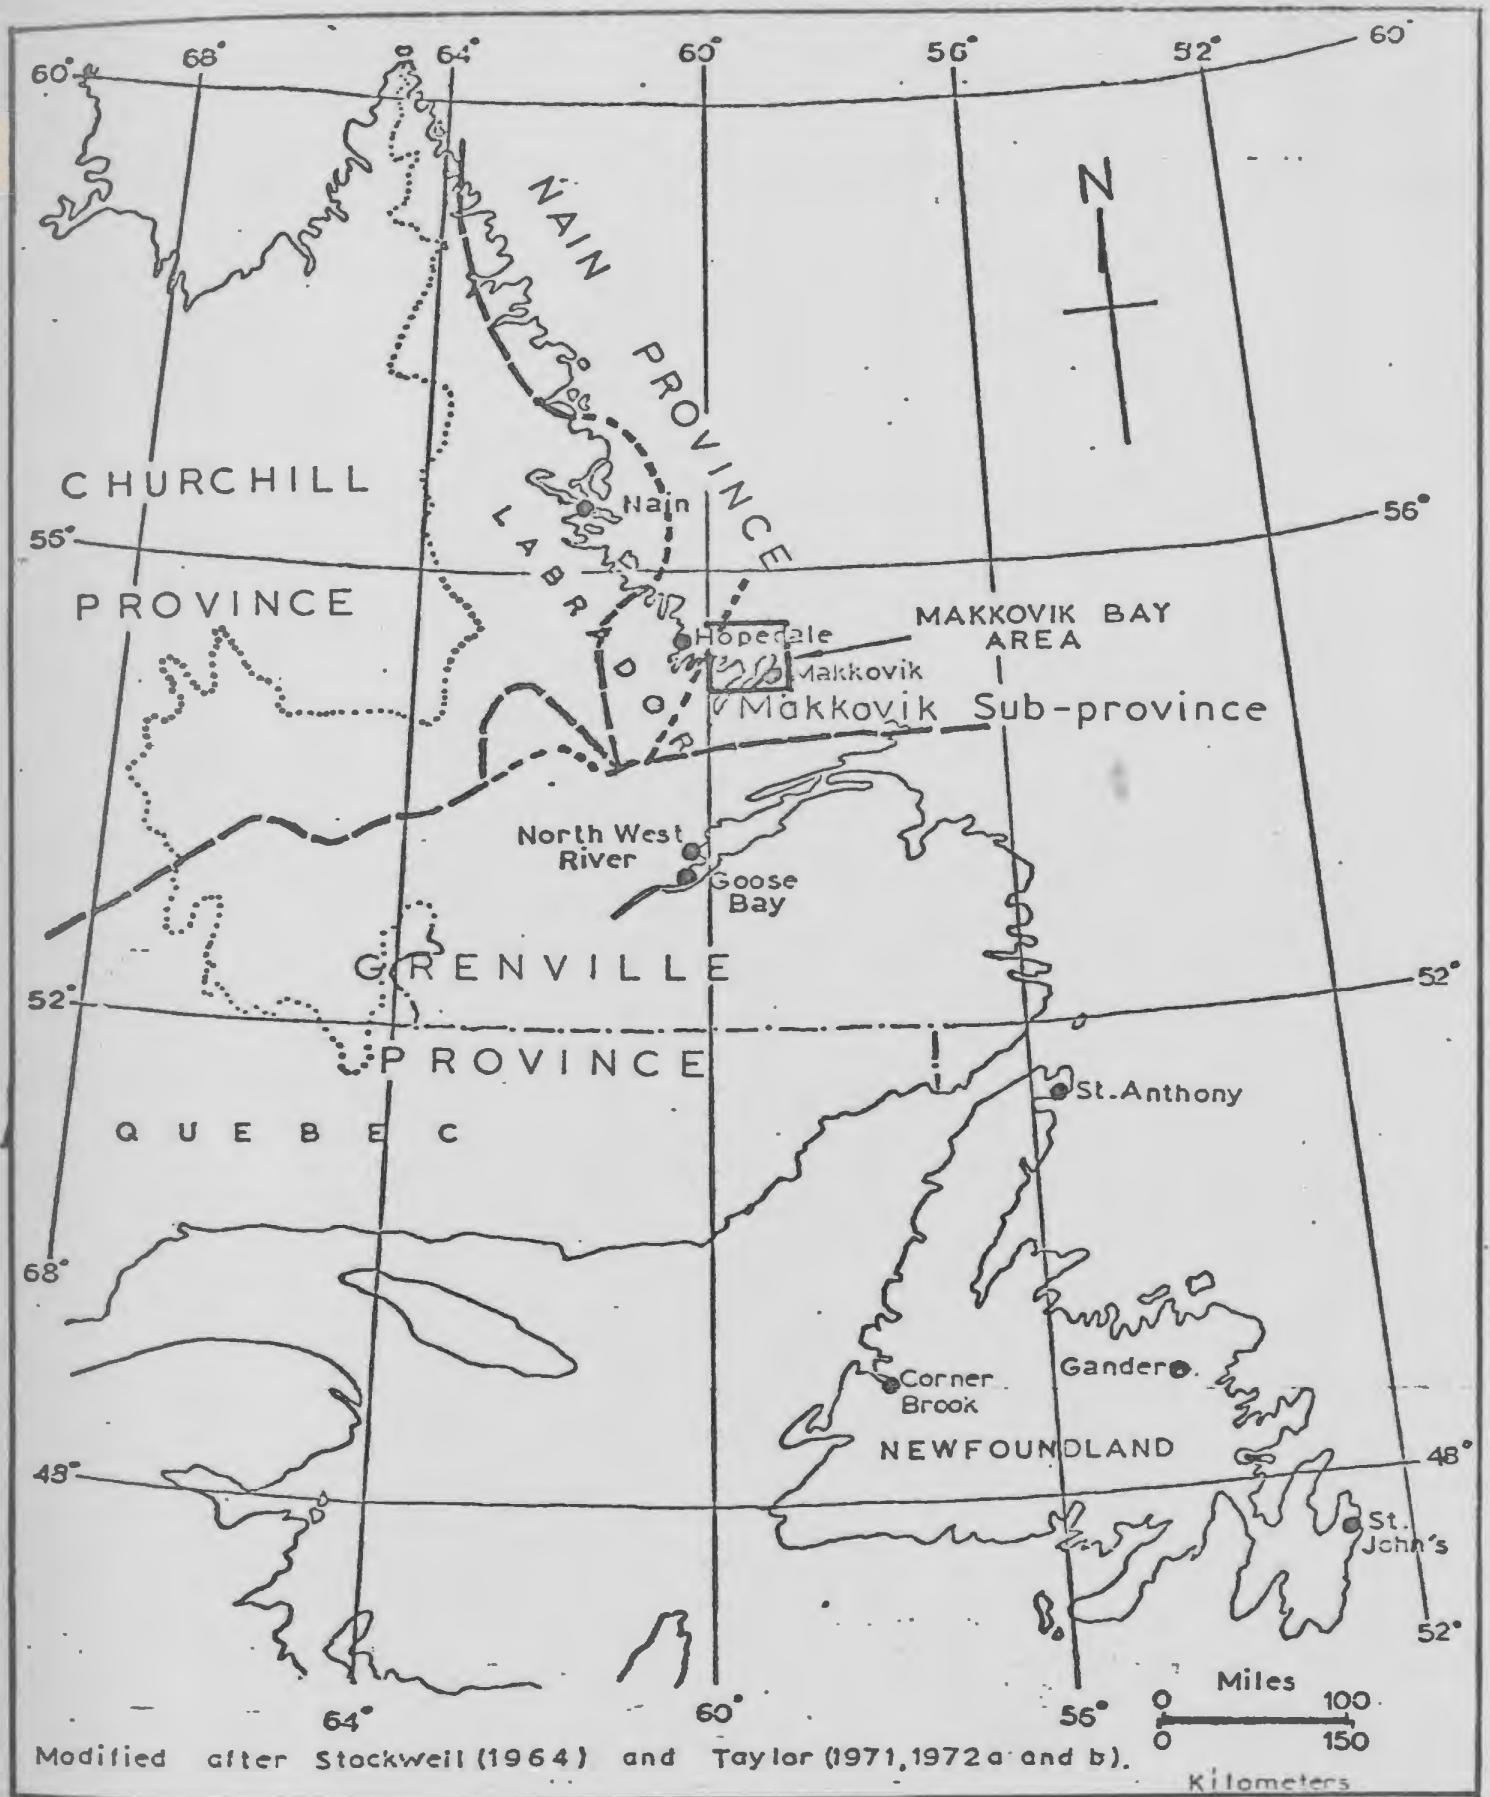 68° 64° 60° 56° 52° 60°
60°
N
NAIN PROVINCE
CHURCHILL
PROVINCE
Nain
LABRADOR
56°
55°
MAKKOVIK BAY
AREA
Hopedale
Makkovik
Makkovik Sub-province
North West
River
Goose
Bay
GRENVILLE
PROVINCE
52°
52°
QUEBEC
St. Anthony
68°
Gander
Corner
Brook
NEWFOUNDLAND
48°
48°
St.
John's
52°
64° 60° 56°
Miles
0 100
0 150
Kilometers
Modified after Stockwell (1964) and Taylor (1971, 1972a and b).